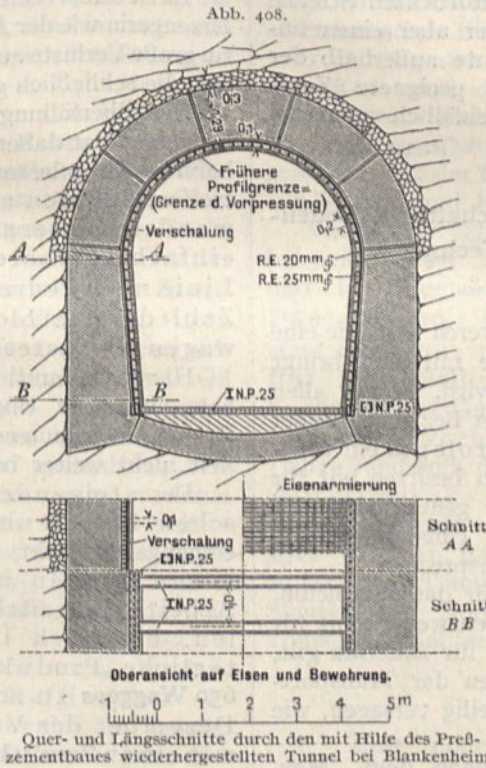 Abb. 408.
0,3
0,3
0,1
Frühere
Profilgrenze=
(Grenze d. Vorpressung)
Verschalung
0,2
A
A
R.E. 20mm ∮
R.E. 25mm ∮
B
B
I N.P. 25
[] N.P. 25
Eisenarmierung
0,1
Schnitt
A A
Verschalung
[] N.P. 25
I N.P. 25
Schnitt
B B
Oberansicht auf Eisen und Bewehrung.
1 0 1 2 3 4 5m
Quer- und Längsschnitte durch den mit Hilfe des Preß-
zementbaues wiederhergestellten Tunnel bei Blankenheim